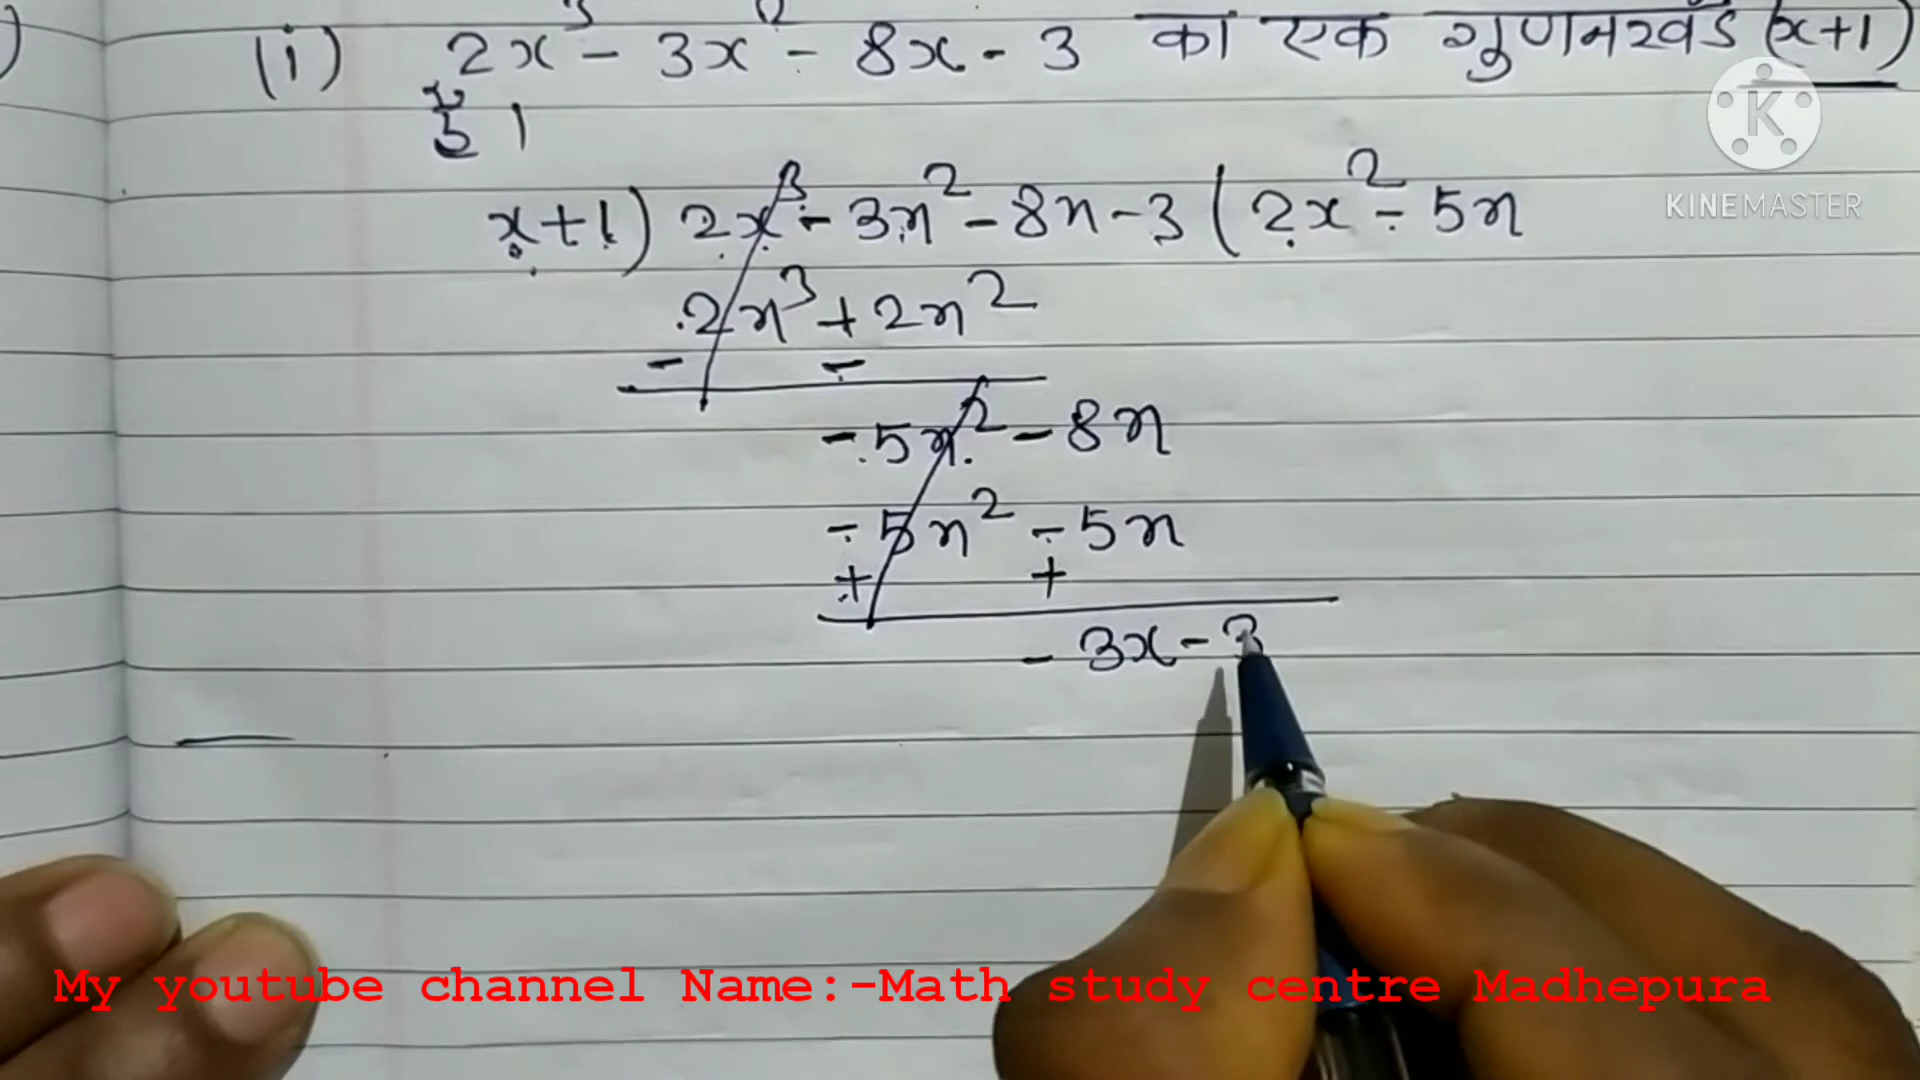 (i) 2x³ - 3x² - 8x - 3 का एक गुणनखंड (x+1)
है।
x+1) 2x³ - 3x² - 8x - 3 ( 2x² - 5x
2x³ + 2x²
- -
-5x² - 8x
-5x² - 5x
+ +
- 3x - 3
K
KINEMASTER
My youtube channel Name:-Math study centre Madhepura